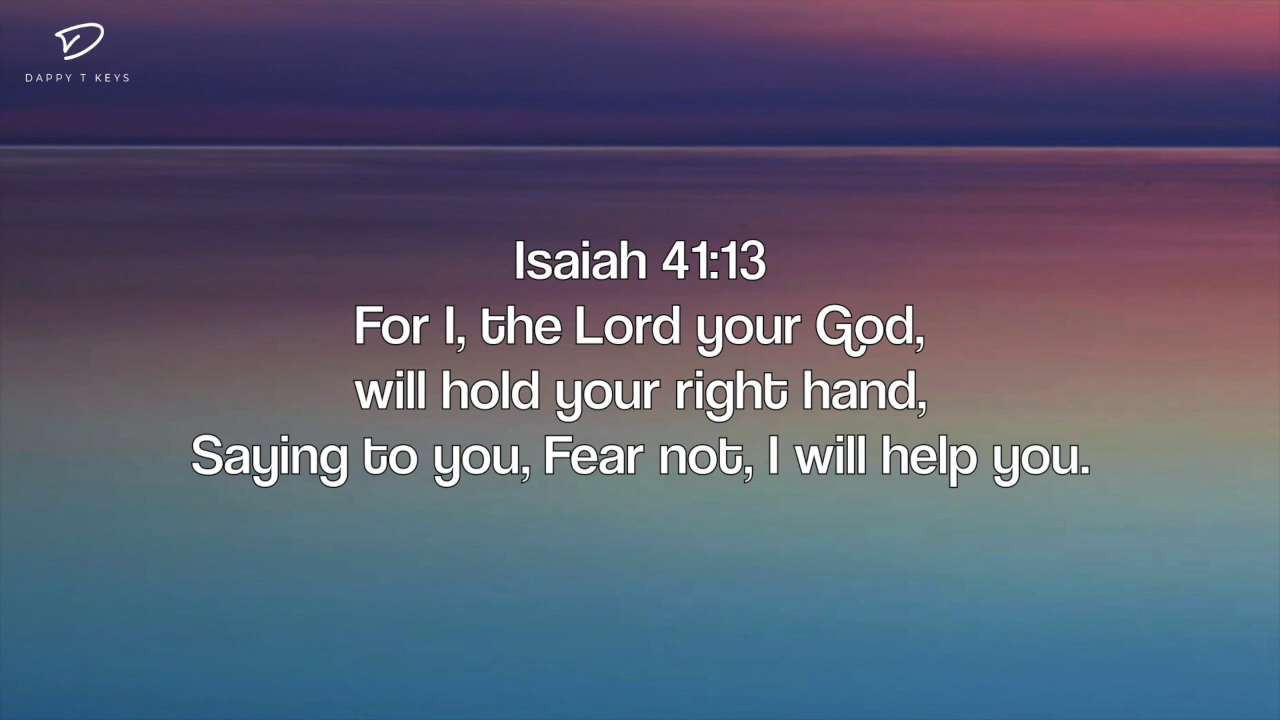 DAPPY T KEYS
Isaiah 41:13
For I, the Lord your God,
will hold your right hand,
Saying to you, Fear not, I will help you.